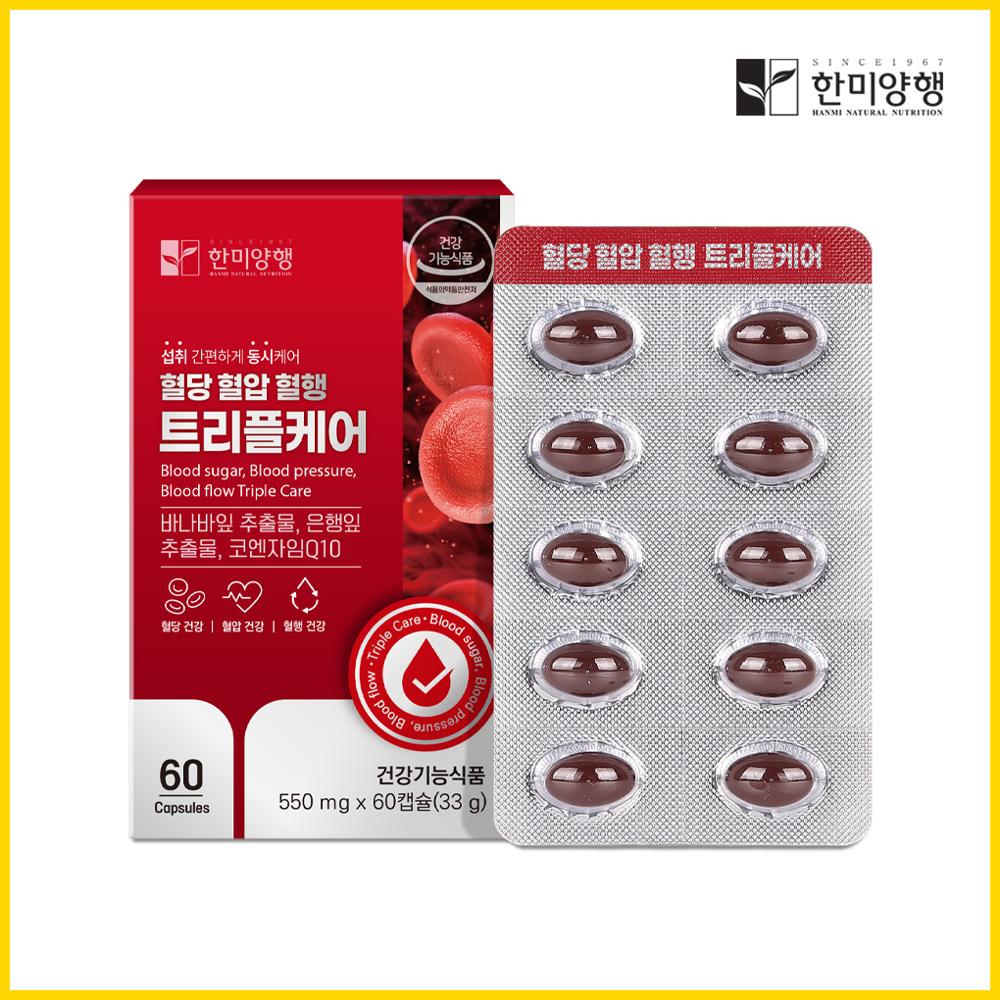 SINCE1967
한미양행
HANMI NATURAL NUTRITION
SINCE1967
한미양행
HANMI NATURAL NUTRITION
건강
기능식품
식품의약품안전처
섭취 간편하게 동시케어
혈당 혈압 혈행
트리플케어
Blood sugar, Blood pressure,
Blood flow Triple Care
바나바잎 추출물, 은행잎
추출물, 코엔자임Q10
혈당 건강 | 혈압 건강 | 혈행 건강
Triple Care • Blood sugar, Blood pressure, Blood flow •
60
Capsules
건강기능식품
550 mg x 60캡슐(33 g)
혈당 혈압 혈행 트리플케어